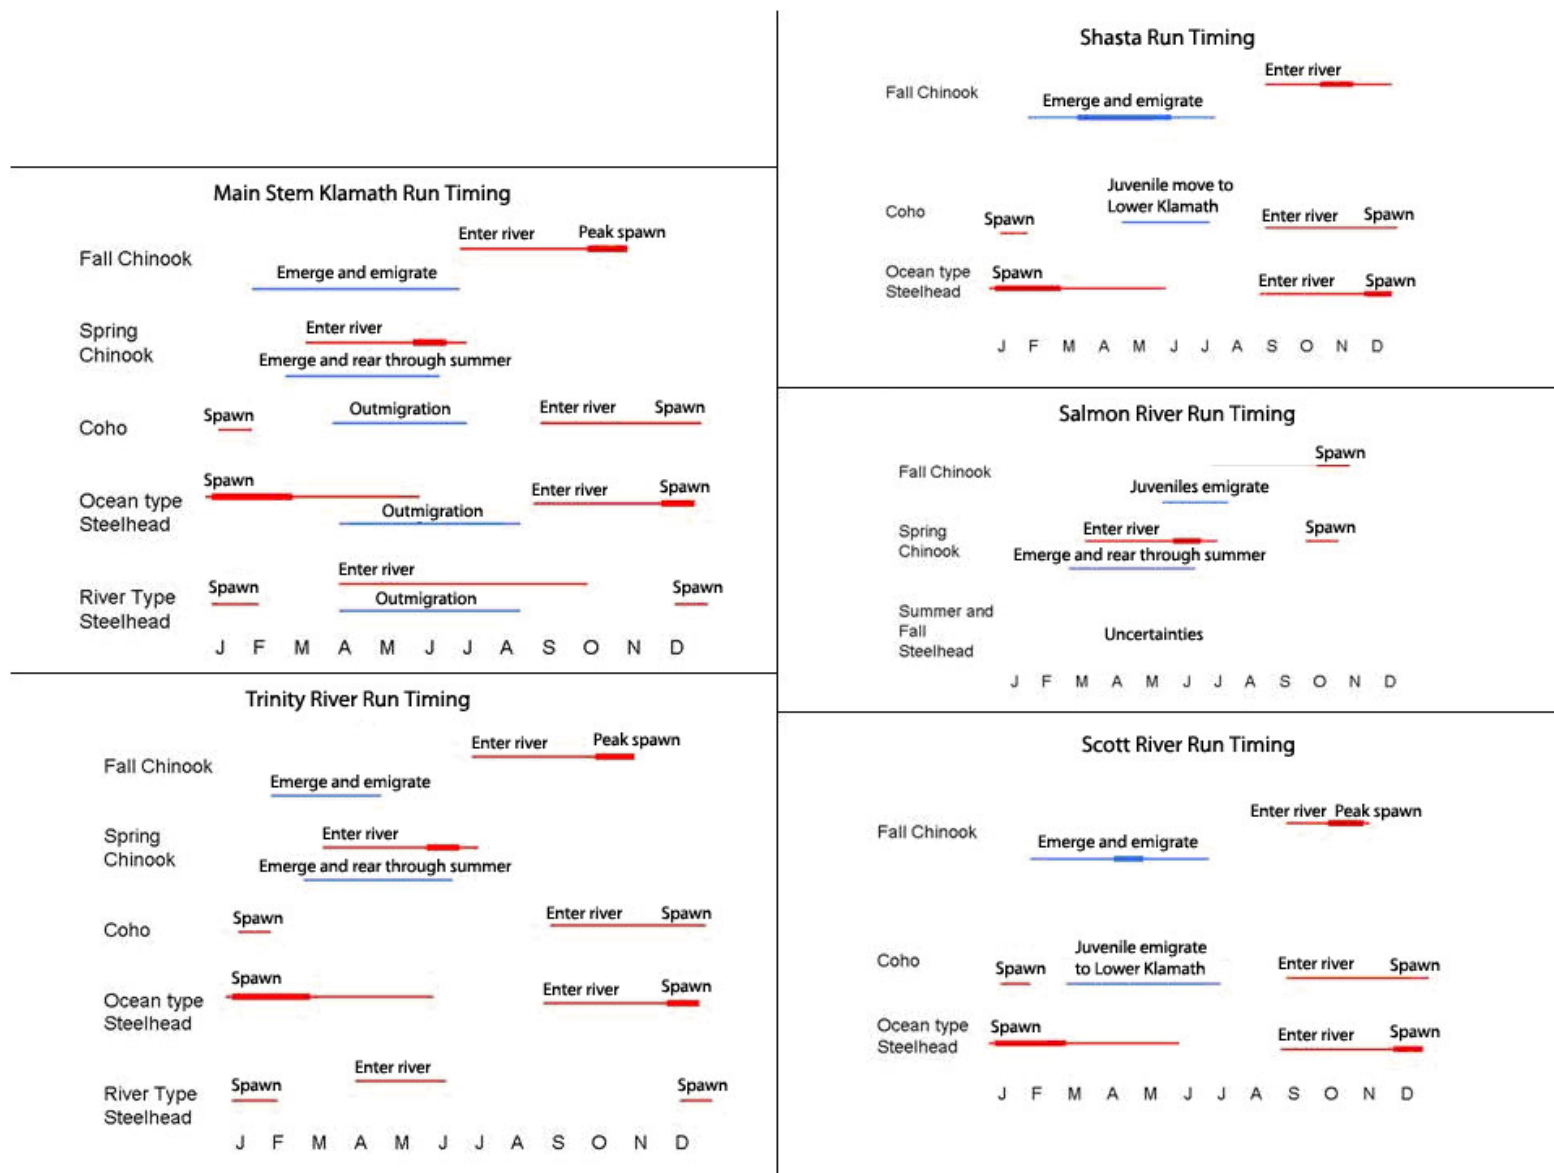 Main Stem Klamath Run Timing
Enter river Peak spawn
Fall Chinook
Emerge and emigrate
Spring
Chinook
Enter river
Emerge and rear through summer
Coho
Spawn Outmigration Enter river Spawn
Ocean type
Steelhead
Spawn Enter river Spawn
Outmigration
River Type
Steelhead
Enter river
Spawn Outmigration Spawn
J F M A M J J A S O N D
Trinity River Run Timing
Enter river Peak spawn
Fall Chinook
Emerge and emigrate
Spring
Chinook
Enter river
Emerge and rear through summer
Coho
Spawn Enter river Spawn
Ocean type
Steelhead
Spawn Enter river Spawn
River Type
Steelhead
Enter river
Spawn Spawn
J F M A M J J A S O N D
Shasta Run Timing
Enter river
Fall Chinook
Emerge and emigrate
Juvenile move to
Lower Klamath
Coho
Spawn Enter river Spawn
Ocean type
Steelhead
Spawn Enter river Spawn
J F M A M J J A S O N D
Salmon River Run Timing
Spawn
Fall Chinook
Juveniles emigrate
Spring
Chinook
Enter river Spawn
Emerge and rear through summer
Summer and
Fall
Steelhead
Uncertainties
J F M A M J J A S O N D
Scott River Run Timing
Enter river Peak spawn
Fall Chinook
Emerge and emigrate
Juvenile emigrate
to Lower Klamath
Coho
Spawn Enter river Spawn
Ocean type
Steelhead
Spawn Enter river Spawn
J F M A M J J A S O N D